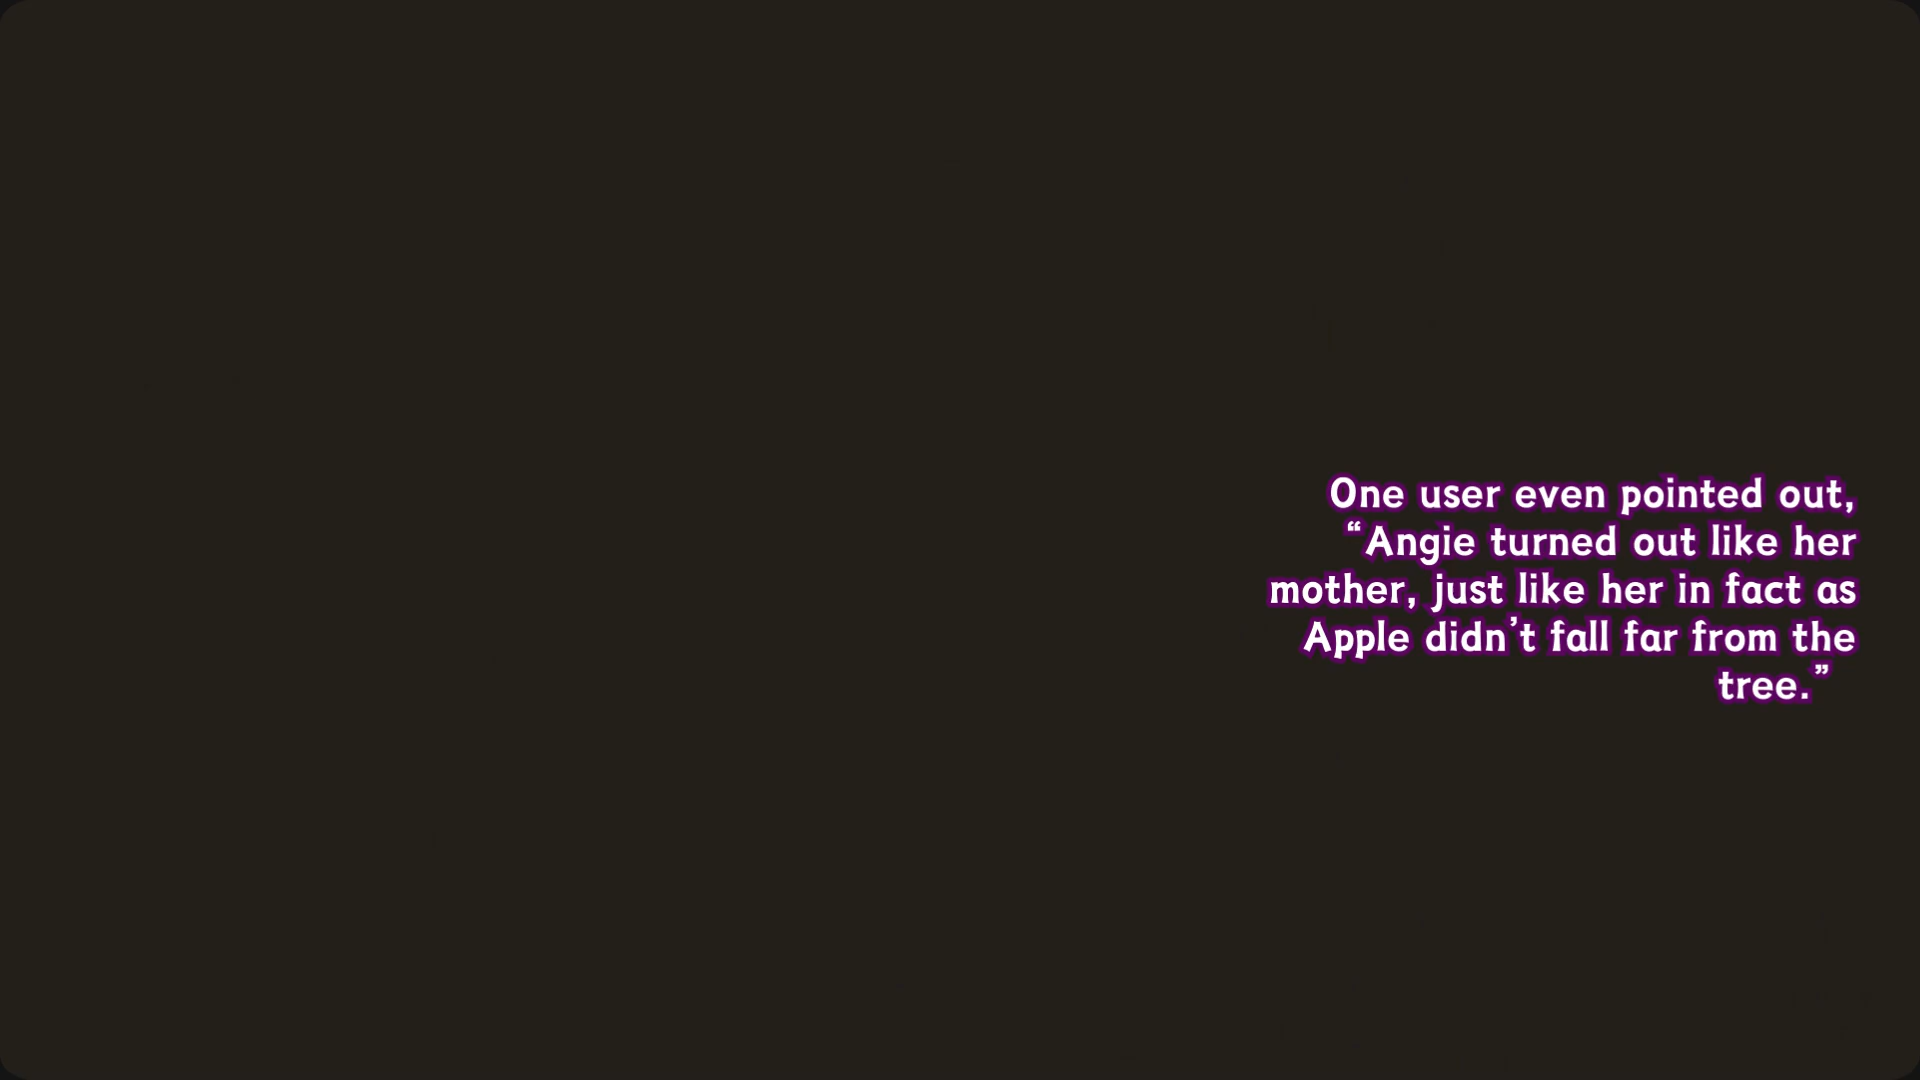 One user even pointed out,
“Angie turned out like her
mother, just like her in fact as
Apple didn’t fall far from the
tree.”